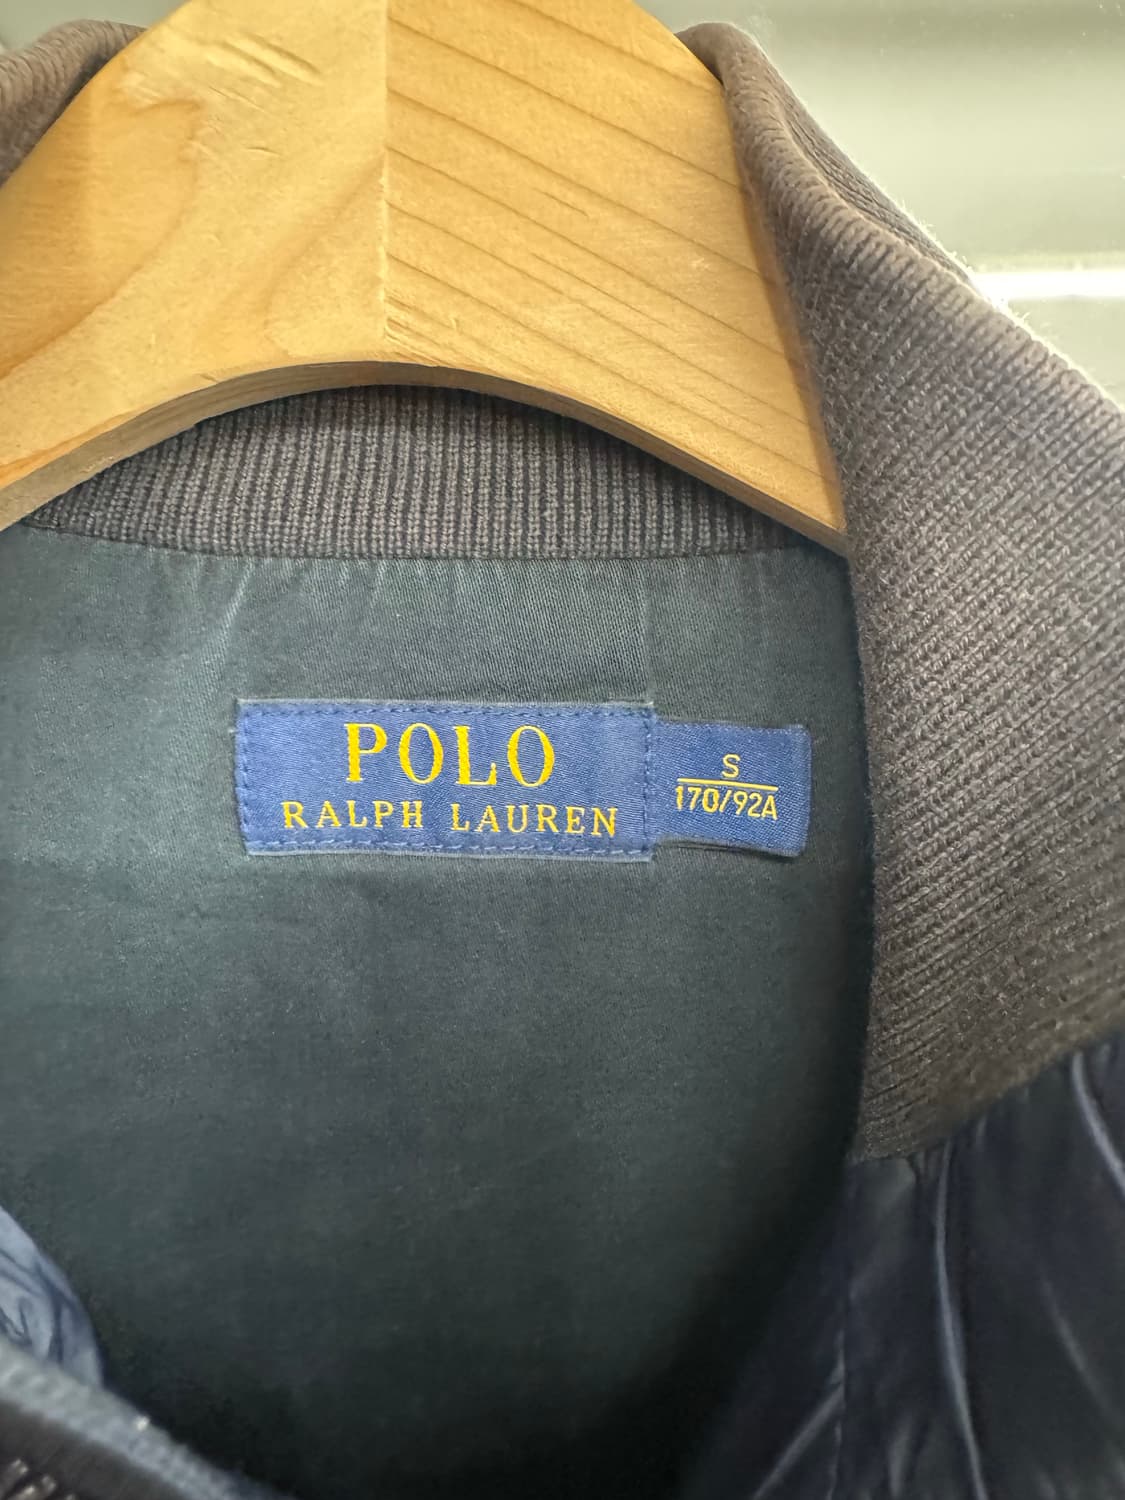 POLO
RALPH LAUREN
S
170/92A